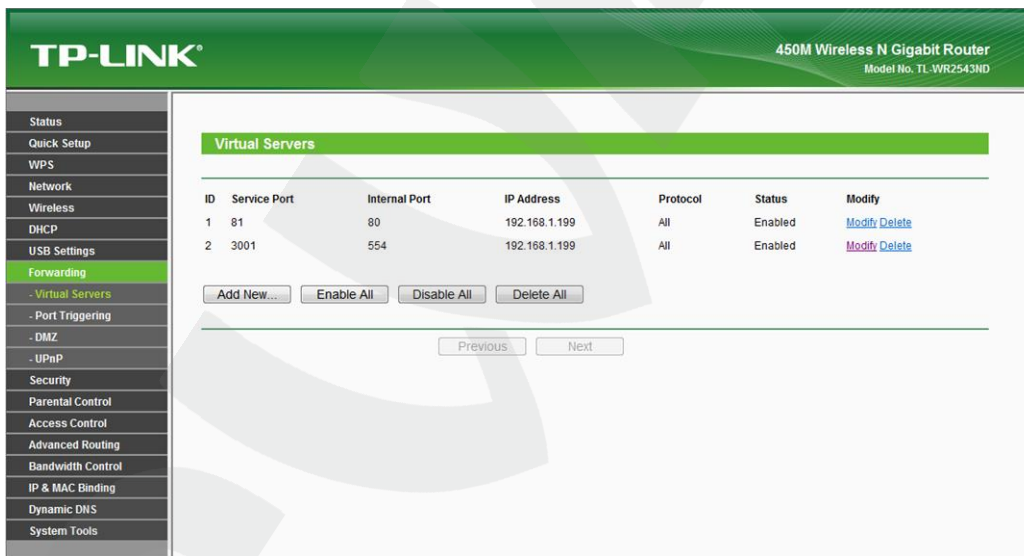 TP-LINK®
450M Wireless N Gigabit Router
Model No. TL-WR2543ND
Status
Quick Setup
WPS
Network
Wireless
DHCP
USB Settings
Forwarding
- Virtual Servers
- Port Triggering
- DMZ
- UPnP
Security
Parental Control
Access Control
Advanced Routing
Bandwidth Control
IP & MAC Binding
Dynamic DNS
System Tools
Virtual Servers
ID Service Port Internal Port IP Address Protocol Status Modify
1 81 80 192.168.1.199 All Enabled Modify Delete
2 3001 554 192.168.1.199 All Enabled Modify Delete
Add New... Enable All Disable All Delete All
Previous Next